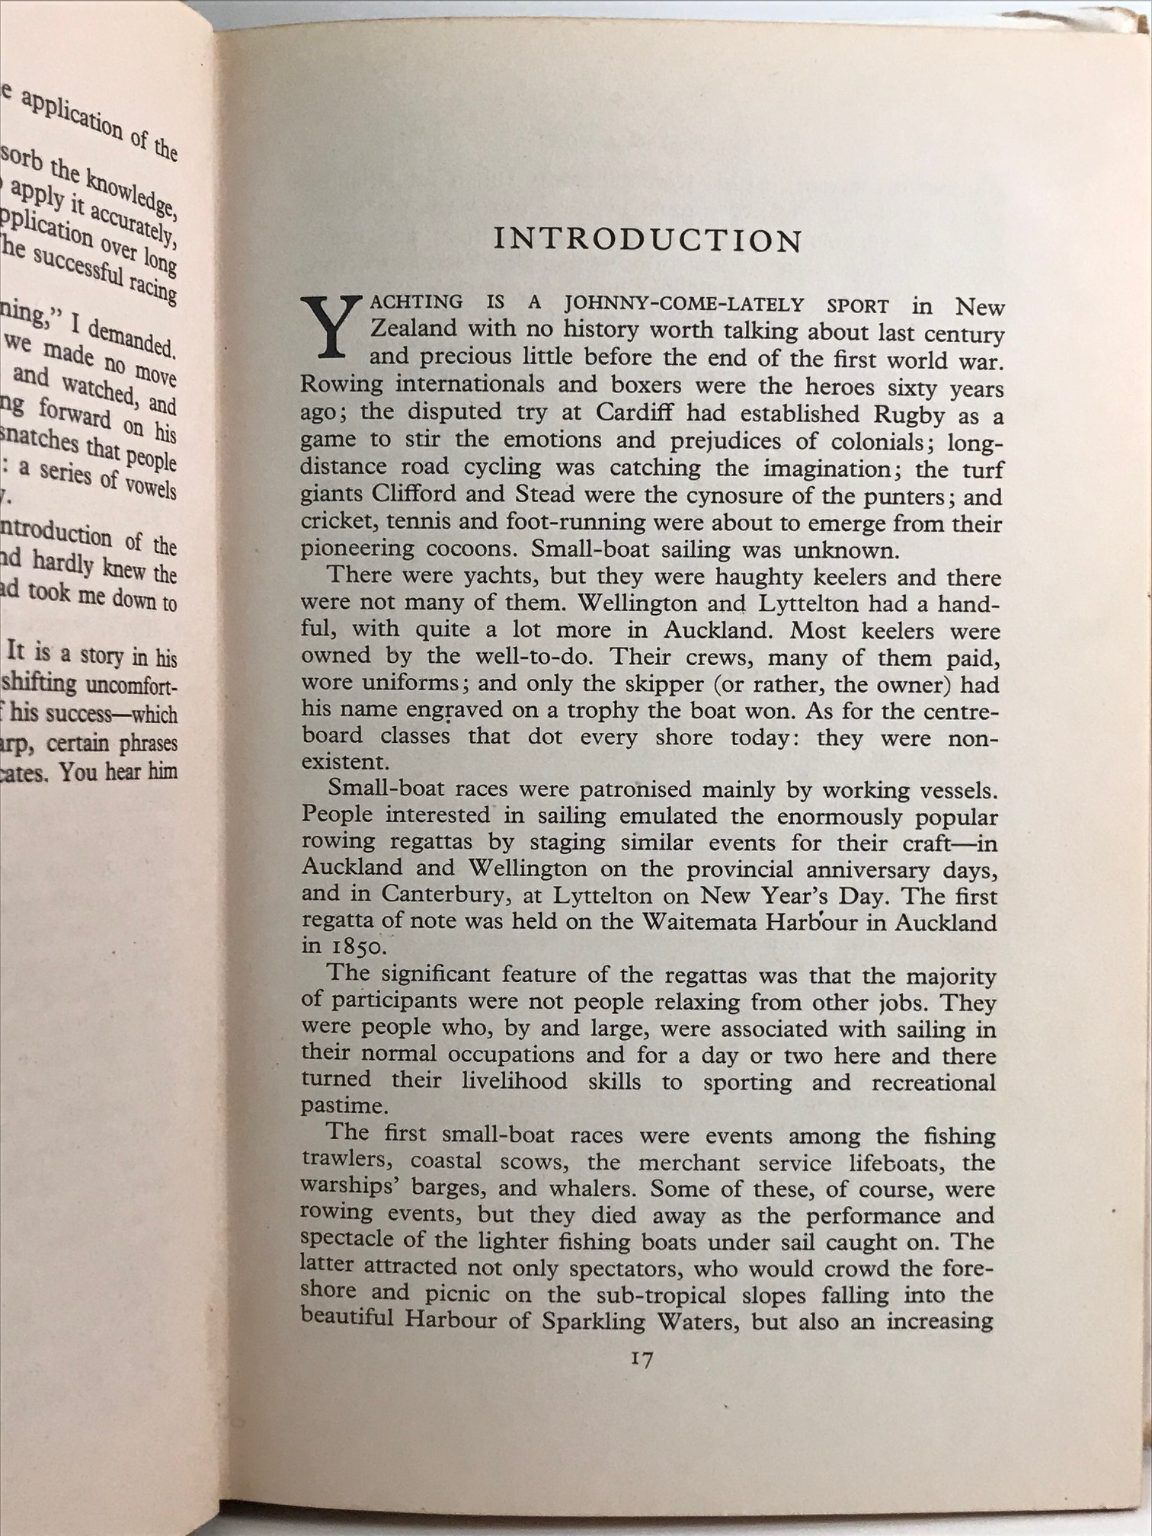 e application of the
sorb the knowledge,
apply it accurately,
pplication over long
he successful racing
ning,” I demanded.
we made no move
and watched, and
ng forward on his
snatches that people
: a series of vowels
y.
ntroduction of the
nd hardly knew the
ad took me down to
It is a story in his
shifting uncomfort-
f his success—which
arp, certain phrases
cates. You hear him
INTRODUCTION
YACHTING IS A JOHNNY-COME-LATELY SPORT in New
Zealand with no history worth talking about last century
and precious little before the end of the first world war.
Rowing internationals and boxers were the heroes sixty years
ago; the disputed try at Cardiff had established Rugby as a
game to stir the emotions and prejudices of colonials; long-
distance road cycling was catching the imagination; the turf
giants Clifford and Stead were the cynosure of the punters; and
cricket, tennis and foot-running were about to emerge from their
pioneering cocoons. Small-boat sailing was unknown.
There were yachts, but they were haughty keelers and there
were not many of them. Wellington and Lyttelton had a hand-
ful, with quite a lot more in Auckland. Most keelers were
owned by the well-to-do. Their crews, many of them paid,
wore uniforms; and only the skipper (or rather, the owner) had
his name engraved on a trophy the boat won. As for the centre-
board classes that dot every shore today: they were non-
existent.
Small-boat races were patronised mainly by working vessels.
People interested in sailing emulated the enormously popular
rowing regattas by staging similar events for their craft—in
Auckland and Wellington on the provincial anniversary days,
and in Canterbury, at Lyttelton on New Year’s Day. The first
regatta of note was held on the Waitemata Harbour in Auckland
in 1850.
The significant feature of the regattas was that the majority
of participants were not people relaxing from other jobs. They
were people who, by and large, were associated with sailing in
their normal occupations and for a day or two here and there
turned their livelihood skills to sporting and recreational
pastime.
The first small-boat races were events among the fishing
trawlers, coastal scows, the merchant service lifeboats, the
warships’ barges, and whalers. Some of these, of course, were
rowing events, but they died away as the performance and
spectacle of the lighter fishing boats under sail caught on. The
latter attracted not only spectators, who would crowd the fore-
shore and picnic on the sub-tropical slopes falling into the
beautiful Harbour of Sparkling Waters, but also an increasing
17